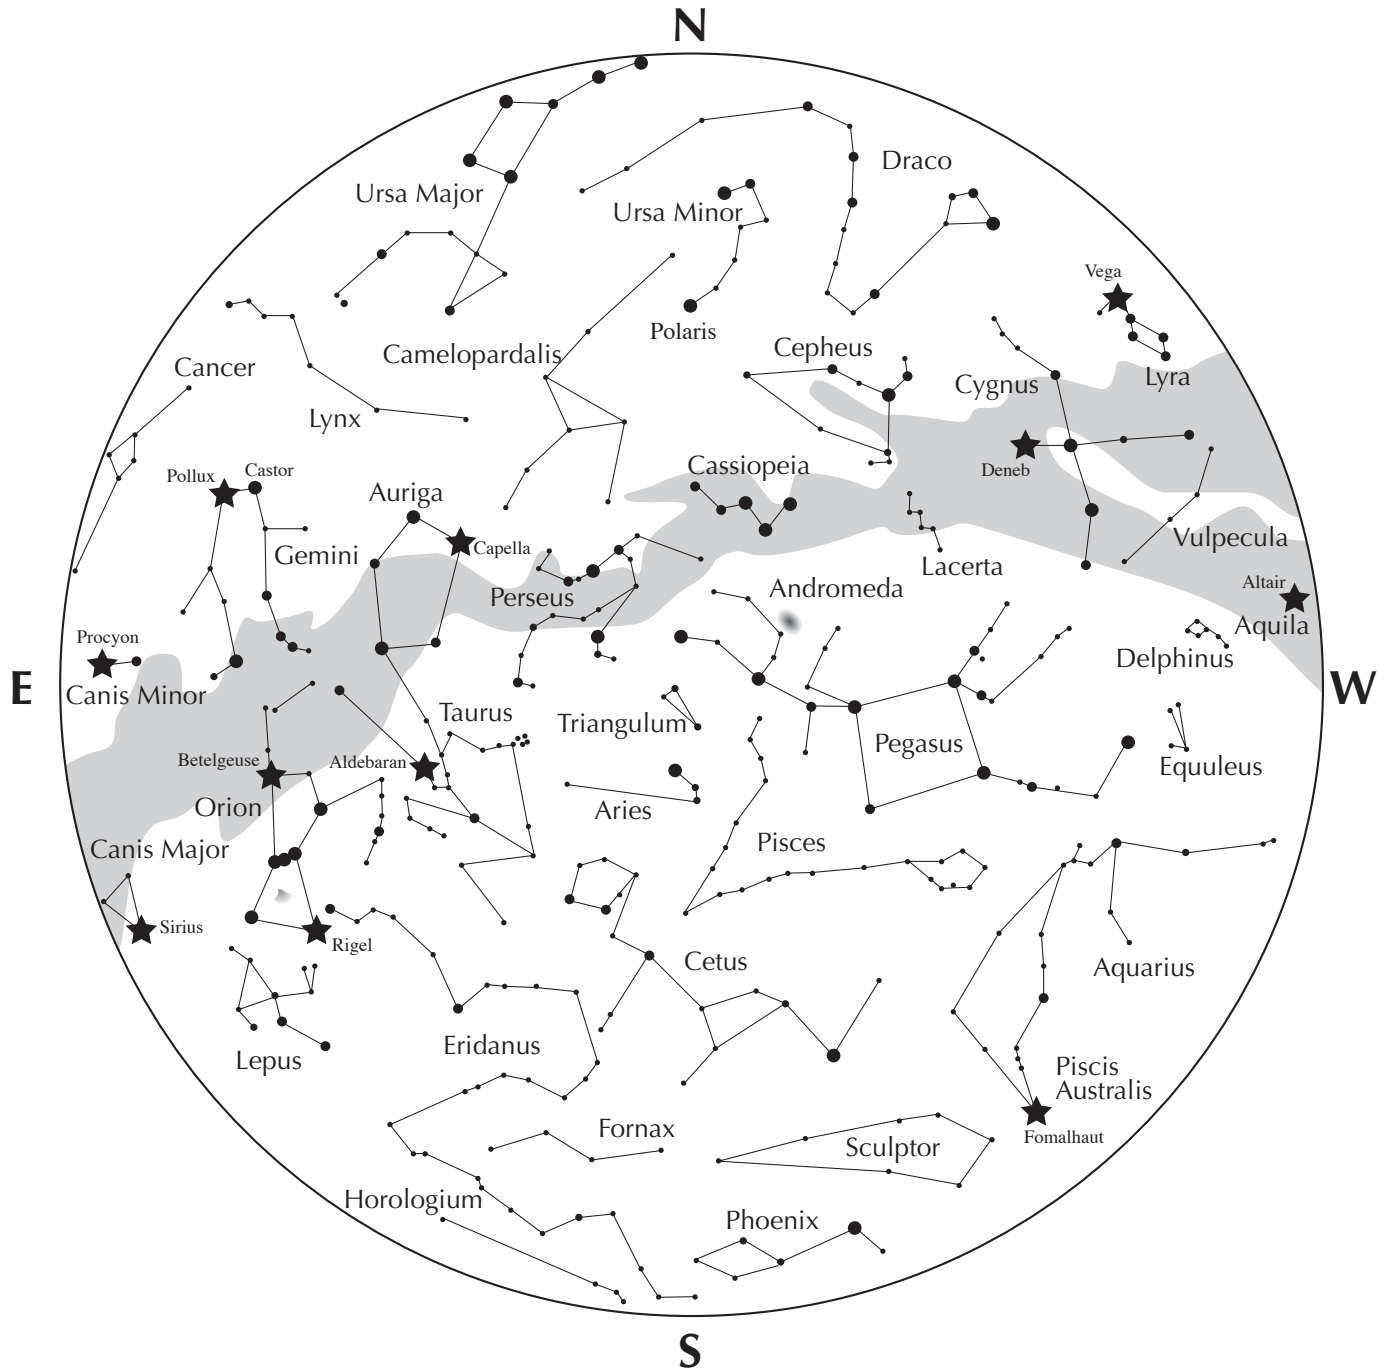 N
Draco
Ursa Major
Ursa Minor
Vega
Polaris
Cepheus
Camelopardalis
Cancer
Lyra
Cygnus
Lynx
Cassiopeia
Castor
Pollux
Deneb
Auriga
Vulpecula
Capella
Gemini
Lacerta
Altair
Andromeda
Perseus
Aquila
Procyon
Delphinus
E
W
Canis Minor
Taurus
Triangulum
Pegasus
Betelgeuse
Aldebaran
Equuleus
Orion
Aries
Pisces
Canis Major
Sirius
Rigel
Cetus
Aquarius
Eridanus
Lepus
Piscis
Australis
Fornax
Fomalhaut
Sculptor
Horologium
Phoenix
S